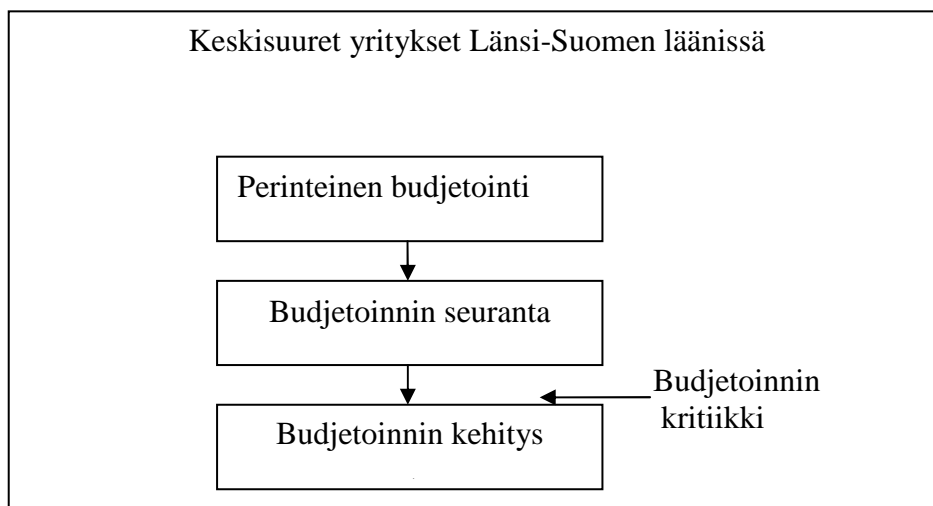 Keskisuuret yritykset Länsi-Suomen läänissä
Perinteinen budjetointi
Budjetoinnin seuranta
Budjetoinnin
kritiikki
Budjetoinnin kehitys